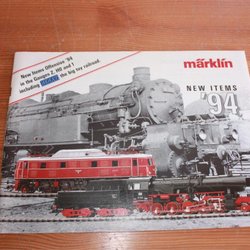 New Items Offensive '94
in the Gauges Z, H0 and 1
including MAXI, the big toy railroad.
märklin
NEW ITEMS
'94